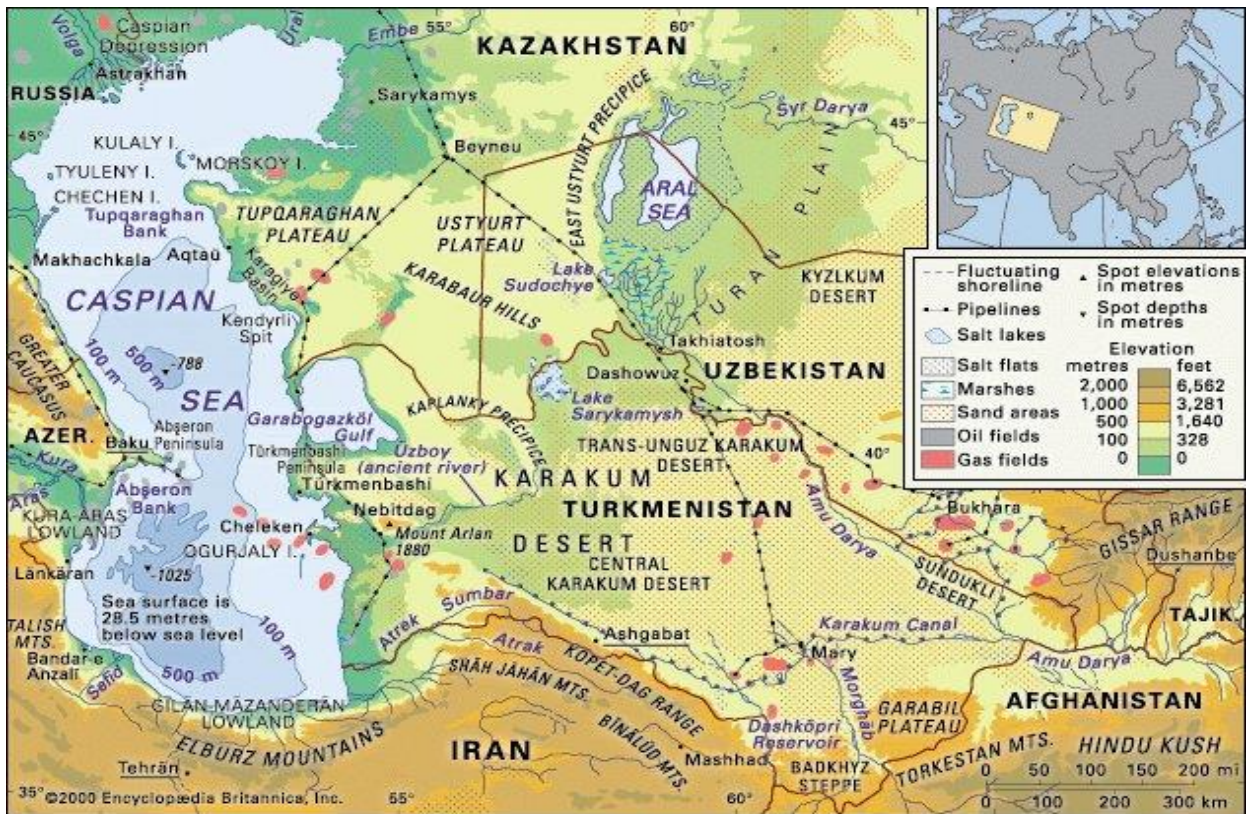 Volga
Caspian
Depression
Astrakhan
Ural
Embe
55°
60°
KAZAKHSTAN
RUSSIA
Sarykamys
45°
KULALY I.
TYULENY I.
MORSKOY I.
CHECHEN I.
Tupqaraghan
Bank
Beyneu
EAST USTYURT PRECIPICE
Syr Darya
45°
ARAL
SEA
TUPQARAGHAN
PLATEAU
USTYURT
PLATEAU
TURAN PLAIN
Makhachkala
Aqtaū
Karagiye
Basin
KARABAUR HILLS
Lake
Sudochye
KYZLKUM
DESERT
CASPIAN
SEA
Kendyrli
Spit
100 m
500 m
-788
GREATER
CAUCASUS
Takhiatosh
Dashowuz
UZBEKISTAN
AZER.
Baku
Abşeron
Peninsula
Garabogazköl
Gulf
KAPLANKY PRECIPICE
Lake
Sarykamysh
Kura
Aras
Türkmenbashi
Peninsula
Türkmenbashi
Üzboy
(ancient river)
TRANS-UNGUZ KARAKUM
DESERT
40°
Abşeron
Bank
KURA-ARAS
LOWLAND
KARAKUM
DESERT
TURKMENISTAN
Amu Darya
Bukhara
GISSAR RANGE
Nebitdag
Cheleken
Mount Arlan
1880
OGURJALY I.
CENTRAL
KARAKUM DESERT
SUNDUKLI
DESERT
Dushanbe
Länkäran
-1025
Sea surface is
28.5 metres
below sea level
TAJIK.
TALISH MTS.
Bandar-e
Anzalī
Sefīd
100 m
500 m
Atrek
Sumbar
Atrak
Ashgabat
Karakum Canal
Mary
Morghāb
Amu Darya
KOPET-DAG RANGE
SHĀH JAHĀN MTS.
BĪNĀLŪD MTS.
GĪLĀN-MĀZANDERĀN
LOWLAND
ELBURZ MOUNTAINS
IRAN
Tehrān
Mashhad
Dashköpri
Reservoir
GARABIL
PLATEAU
BADKHYZ
STEPPE
AFGHANISTAN
TORKESTAN MTS.
HINDU KUSH
35°
©2000 Encyclopædia Britannica, Inc.
55°
60°
0 50 100 150 200 mi
0 100 200 300 km
Fluctuating
shoreline
Pipelines
Salt lakes
Salt flats
Marshes
Sand areas
Oil fields
Gas fields
Spot elevations
in metres
Spot depths
in metres
Elevation
metres feet
2,000 6,562
1,000 3,281
500 1,640
100 328
0 0